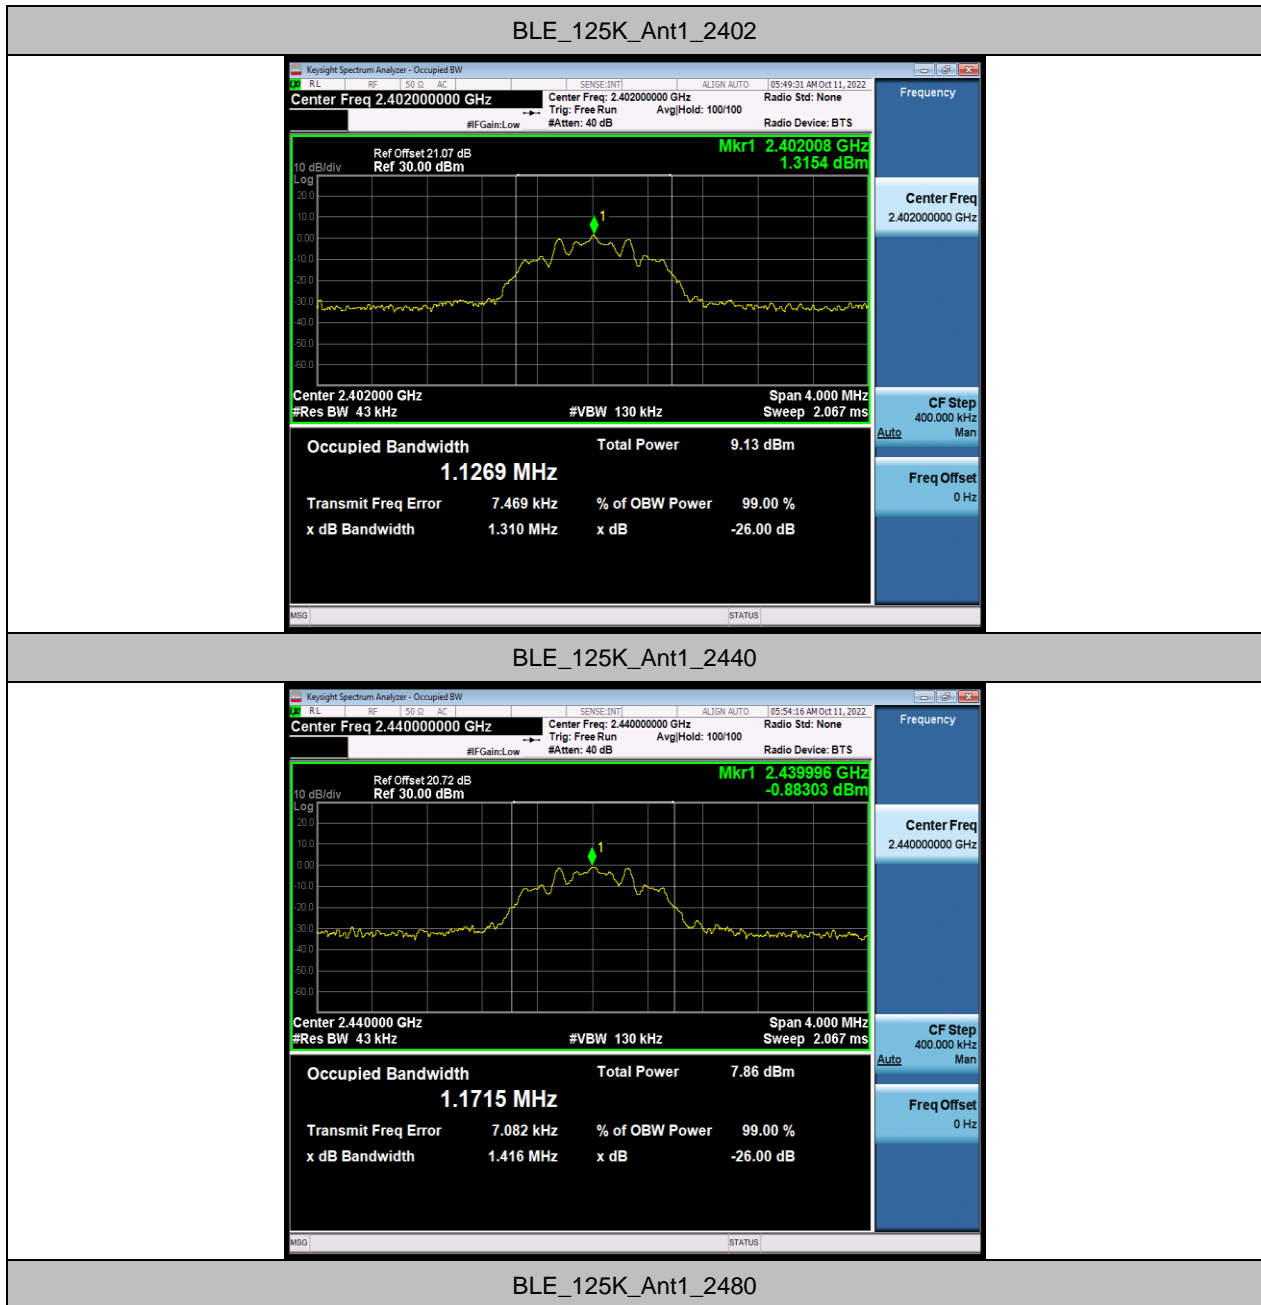 BLE_125K_Ant1_2402
Keysight Spectrum Analyzer - Occupied BW
RL RF 50 Ω AC SENSE:INT ALIGN AUTO 05:49:31 AM Oct 11, 2022
Center Freq 2.402000000 GHz
Center Freq: 2.402000000 GHz Radio Std: None
Trig: Free Run Avg|Hold: 100/100
#IFGain:Low #Atten: 40 dB Radio Device: BTS
Frequency
Mkr1 2.402008 GHz
1.3154 dBm
Ref Offset 21.07 dB
10 dB/div Ref 30.00 dBm
Log
20.0
10.0
0.00
-10.0
-20.0
-30.0
-40.0
-50.0
-60.0
1
Center 2.402000 GHz Span 4.000 MHz
#Res BW 43 kHz #VBW 130 kHz Sweep 2.067 ms
Center Freq
2.402000000 GHz
CF Step
400.000 kHz
Auto Man
Freq Offset
0 Hz
Occupied Bandwidth Total Power 9.13 dBm
1.1269 MHz
Transmit Freq Error 7.469 kHz % of OBW Power 99.00 %
x dB Bandwidth 1.310 MHz x dB -26.00 dB
MSG STATUS
BLE_125K_Ant1_2440
Keysight Spectrum Analyzer - Occupied BW
RL RF 50 Ω AC SENSE:INT ALIGN AUTO 05:54:16 AM Oct 11, 2022
Center Freq 2.440000000 GHz
Center Freq: 2.440000000 GHz Radio Std: None
Trig: Free Run Avg|Hold: 100/100
#IFGain:Low #Atten: 40 dB Radio Device: BTS
Frequency
Mkr1 2.439996 GHz
-0.88303 dBm
Ref Offset 20.72 dB
10 dB/div Ref 30.00 dBm
Log
20.0
10.0
0.00
-10.0
-20.0
-30.0
-40.0
-50.0
-60.0
1
Center 2.440000 GHz Span 4.000 MHz
#Res BW 43 kHz #VBW 130 kHz Sweep 2.067 ms
Center Freq
2.440000000 GHz
CF Step
400.000 kHz
Auto Man
Freq Offset
0 Hz
Occupied Bandwidth Total Power 7.86 dBm
1.1715 MHz
Transmit Freq Error 7.082 kHz % of OBW Power 99.00 %
x dB Bandwidth 1.416 MHz x dB -26.00 dB
MSG STATUS
BLE_125K_Ant1_2480